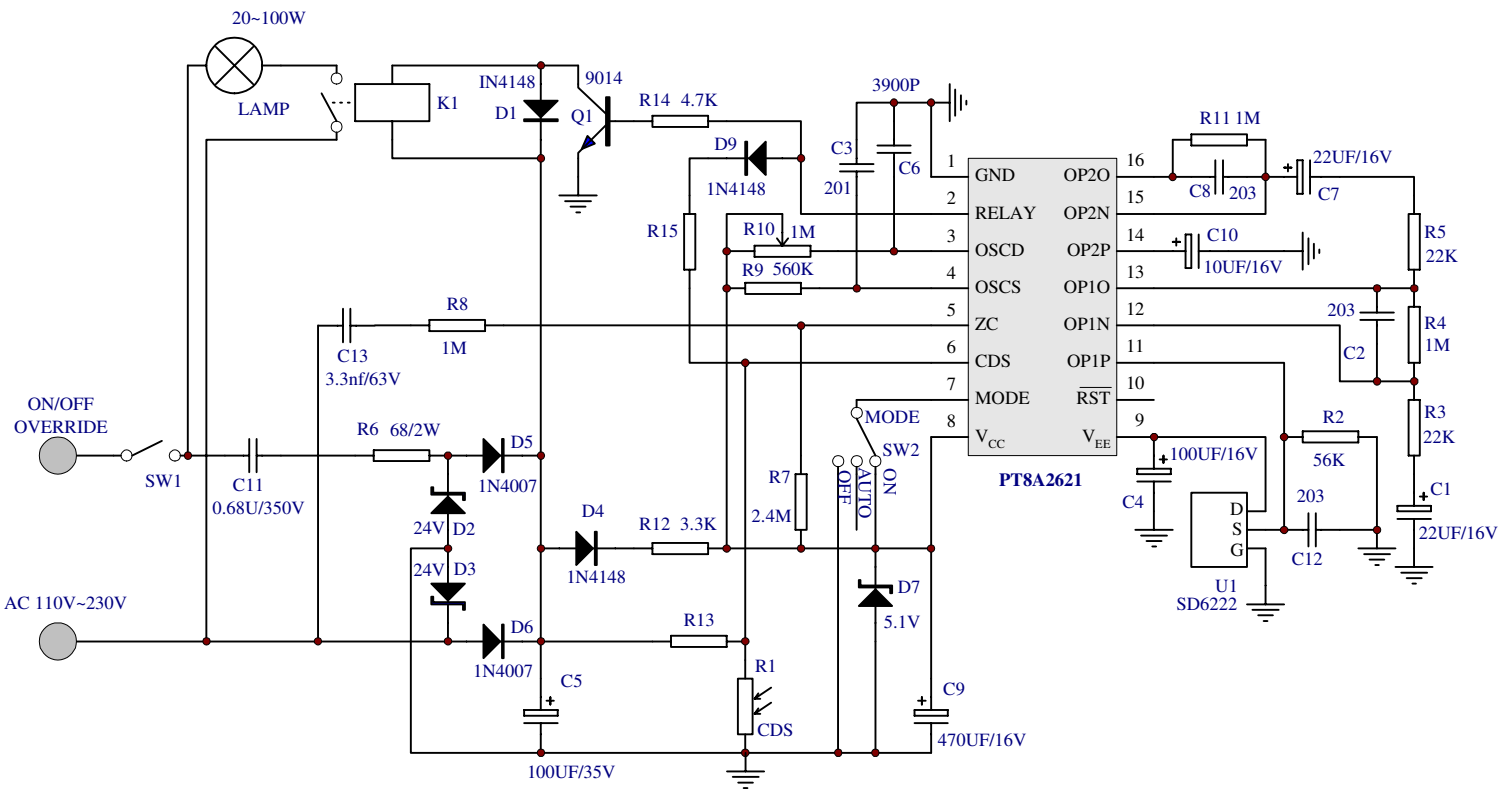 20~100W
LAMP
K1
IN4148
D1
9014
Q1
R14 4.7K
D9
1N4148
R15
3900P
C3
201
C6
R10 1M
R9 560K
1 GND
2 RELAY
3 OSCD
4 OSCS
5 ZC
6 CDS
7 MODE
8 VCC
16 OP2O
15 OP2N
14 OP2P
13 OP1O
12 OP1N
11 OP1P
10 RST
9 VEE
PT8A2621
R11 1M
C8 203
22UF/16V
C7
C10
10UF/16V
R5
22K
203
C2
R4
1M
R3
22K
C1
22UF/16V
R2
56K
100UF/16V
C4
203
C12
D
S
G
U1
SD6222
R8
1M
C13
3.3nf/63V
ON/OFF
OVERRIDE
SW1
C11
0.68U/350V
R6 68/2W
D5
1N4007
24V D2
24V D3
D4
1N4148
R12 3.3K
R7
2.4M
MODE
SW2
OFF
AUTO
ON
D7
5.1V
AC 110V~230V
D6
1N4007
R13
R1
CDS
C5
100UF/35V
C9
470UF/16V